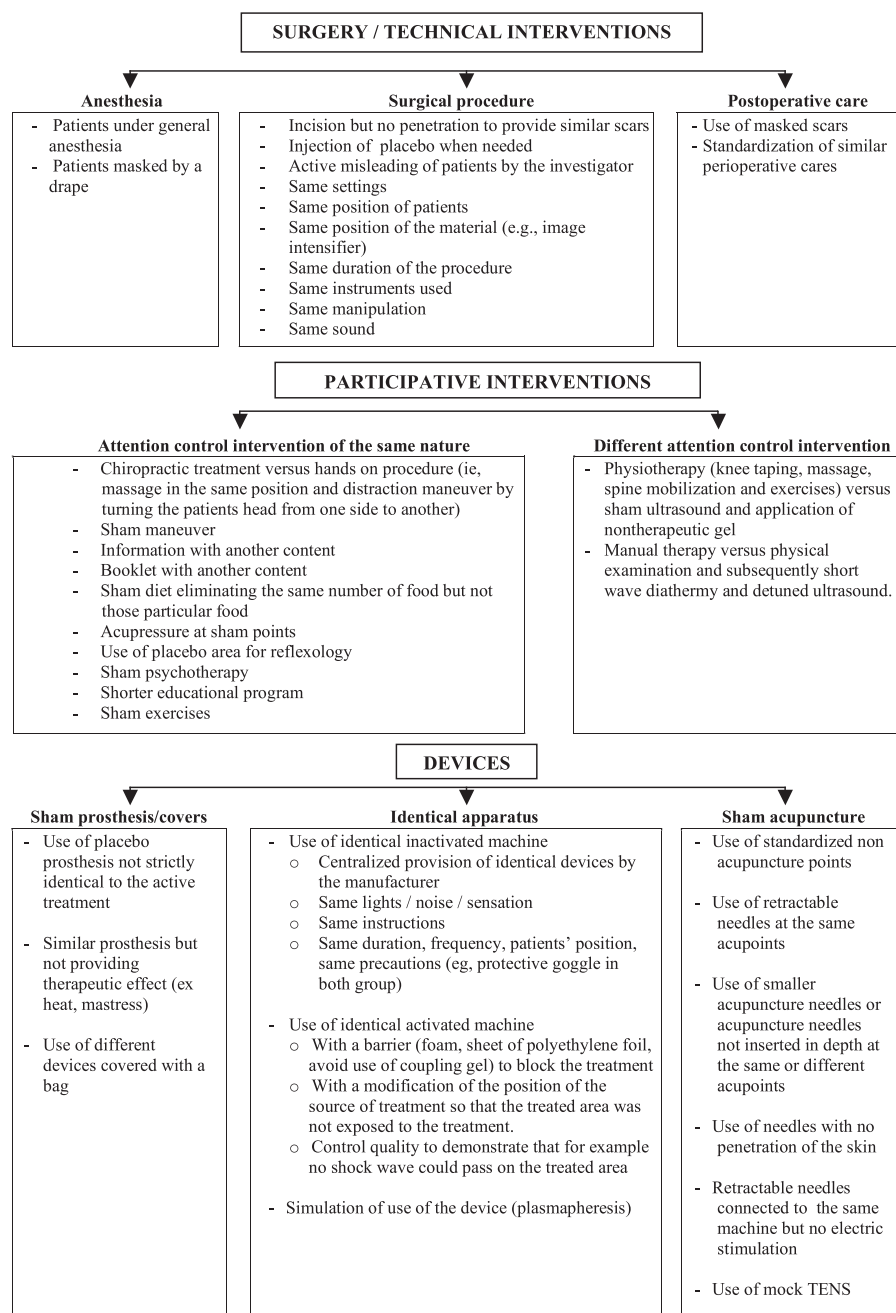 SURGERY / TECHNICAL INTERVENTIONS
Anesthesia
- Patients under general
anesthesia
- Patients masked by a
drape
Surgical procedure
- Incision but no penetration to provide similar scars
- Injection of placebo when needed
- Active misleading of patients by the investigator
- Same settings
- Same position of patients
- Same position of the material (e.g., image
intensifier)
- Same duration of the procedure
- Same instruments used
- Same manipulation
- Same sound
Postoperative care
- Use of masked scars
- Standardization of similar
perioperative cares
PARTICIPATIVE INTERVENTIONS
Attention control intervention of the same nature
- Chiropractic treatment versus hands on procedure (ie,
massage in the same position and distraction maneuver by
turning the patients head from one side to another)
- Sham maneuver
- Information with another content
- Booklet with another content
- Sham diet eliminating the same number of food but not
those particular food
- Acupressure at sham points
- Use of placebo area for reflexology
- Sham psychotherapy
- Shorter educational program
- Sham exercises
Different attention control intervention
- Physiotherapy (knee taping, massage,
spine mobilization and exercises) versus
sham ultrasound and application of
nontherapeutic gel
- Manual therapy versus physical
examination and subsequently short
wave diathermy and detuned ultrasound.
DEVICES
Sham prosthesis/covers
- Use of placebo
prosthesis not strictly
identical to the active
treatment
- Similar prosthesis but
not providing
therapeutic effect (ex
heat, mastress)
- Use of different
devices covered with a
bag
Identical apparatus
- Use of identical inactivated machine
o Centralized provision of identical devices by
the manufacturer
o Same lights / noise / sensation
o Same instructions
o Same duration, frequency, patients' position,
same precautions (eg, protective goggle in
both group)
- Use of identical activated machine
o With a barrier (foam, sheet of polyethylene foil,
avoid use of coupling gel) to block the treatment
o With a modification of the position of the
source of treatment so that the treated area was
not exposed to the treatment.
o Control quality to demonstrate that for example
no shock wave could pass on the treated area
- Simulation of use of the device (plasmapheresis)
Sham acupuncture
- Use of standardized non
acupuncture points
- Use of retractable
needles at the same
acupoints
- Use of smaller
acupuncture needles or
acupuncture needles
not inserted in depth at
the same or different
acupoints
- Use of needles with no
penetration of the skin
- Retractable needles
connected to the same
machine but no electric
stimulation
- Use of mock TENS